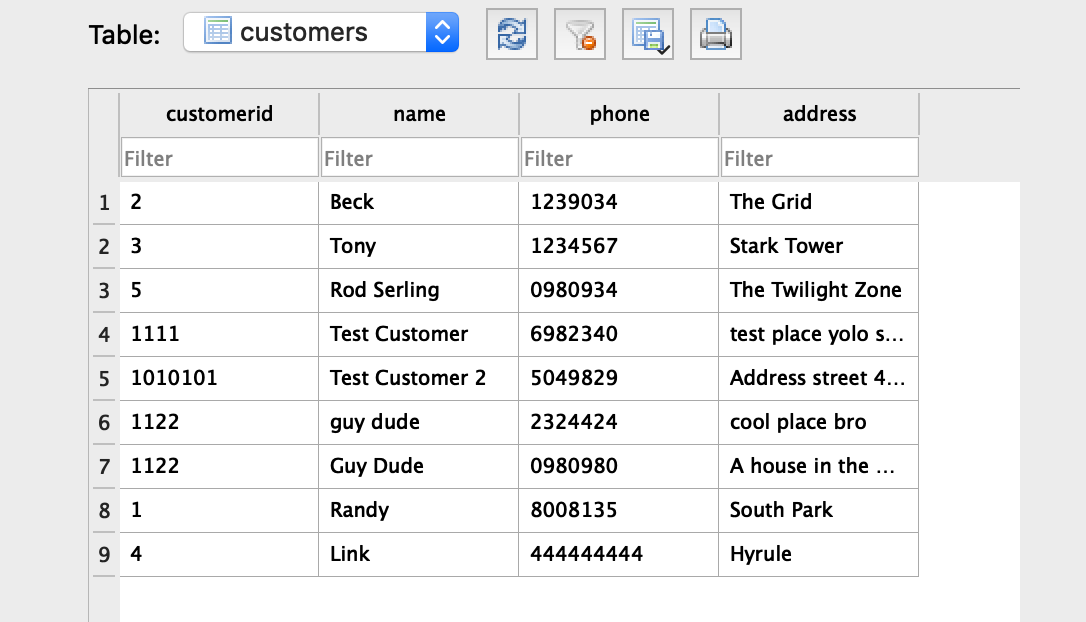 Table: customers
customerid name phone address
Filter Filter Filter Filter
1 2 Beck 1239034 The Grid
2 3 Tony 1234567 Stark Tower
3 5 Rod Serling 0980934 The Twilight Zone
4 1111 Test Customer 6982340 test place yolo s...
5 1010101 Test Customer 2 5049829 Address street 4...
6 1122 guy dude 2324424 cool place bro
7 1122 Guy Dude 0980980 A house in the ...
8 1 Randy 8008135 South Park
9 4 Link 444444444 Hyrule